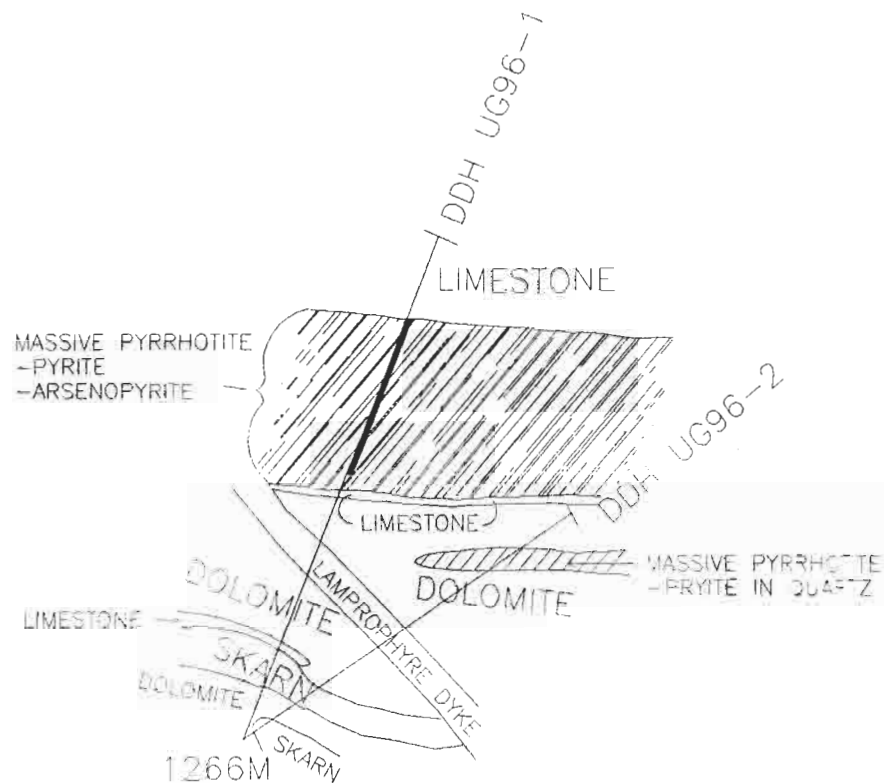 DDH UG96-1
LIMESTONE
MASSIVE PYRRHOTITE
-PYRITE
-ARSENOPYRITE
DDH UG96-2
LIMESTONE
MASSIVE PYRRHOTITE
-PRYITE IN QUARTZ
DOLOMITE
LAMPROPHYRE DYKE
DOLOMITE
LIMESTONE
SKARN
DOLOMITE
SKARN
1266M